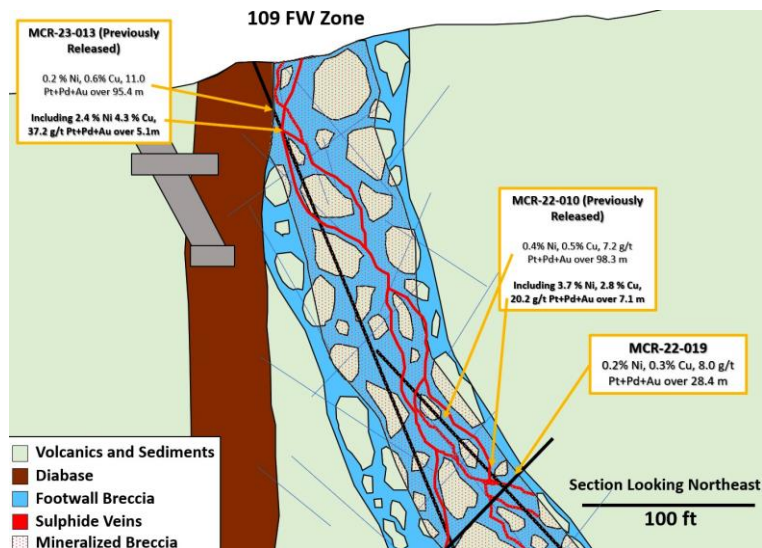 109 FW Zone
MCR-23-013 (Previously
Released)
0.2 % Ni, 0.6% Cu, 11.0
Pt+Pd+Au over 95.4 m
Including 2.4 % Ni 4.3 % Cu,
37.2 g/t Pt+Pd+Au over 5.1m
MCR-22-010 (Previously
Released)
0.4% Ni, 0.5% Cu, 7.2 g/t
Pt+Pd+Au over 98.3 m
Including 3.7 % Ni, 2.8 % Cu,
20.2 g/t Pt+Pd+Au over 7.1 m
MCR-22-019
0.2% Ni, 0.3% Cu, 8.0 g/t
Pt+Pd+Au over 28.4 m
Volcanics and Sediments
Diabase
Footwall Breccia
Sulphide Veins
Mineralized Breccia
Section Looking Northeast
100 ft